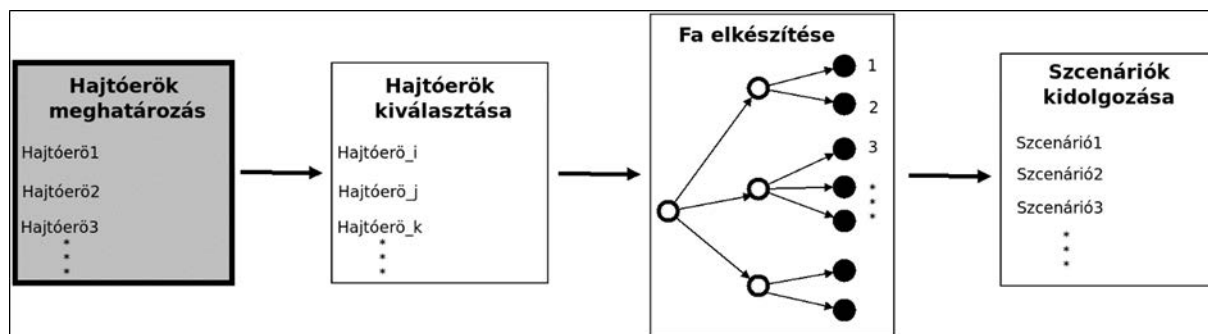 Hajtóerök
meghatározás
Hajtóerö1
Hajtóerö2
Hajtóerö3
*
*
*
Hajtóerök
kiválasztása
Hajtóerö_i
Hajtóerö_j
Hajtóerö_k
*
*
*
Fa elkészítése
1
2
3
*
*
*
Szcenáriók
kidolgozása
Szcenárió1
Szcenárió2
Szcenárió3
*
*
*